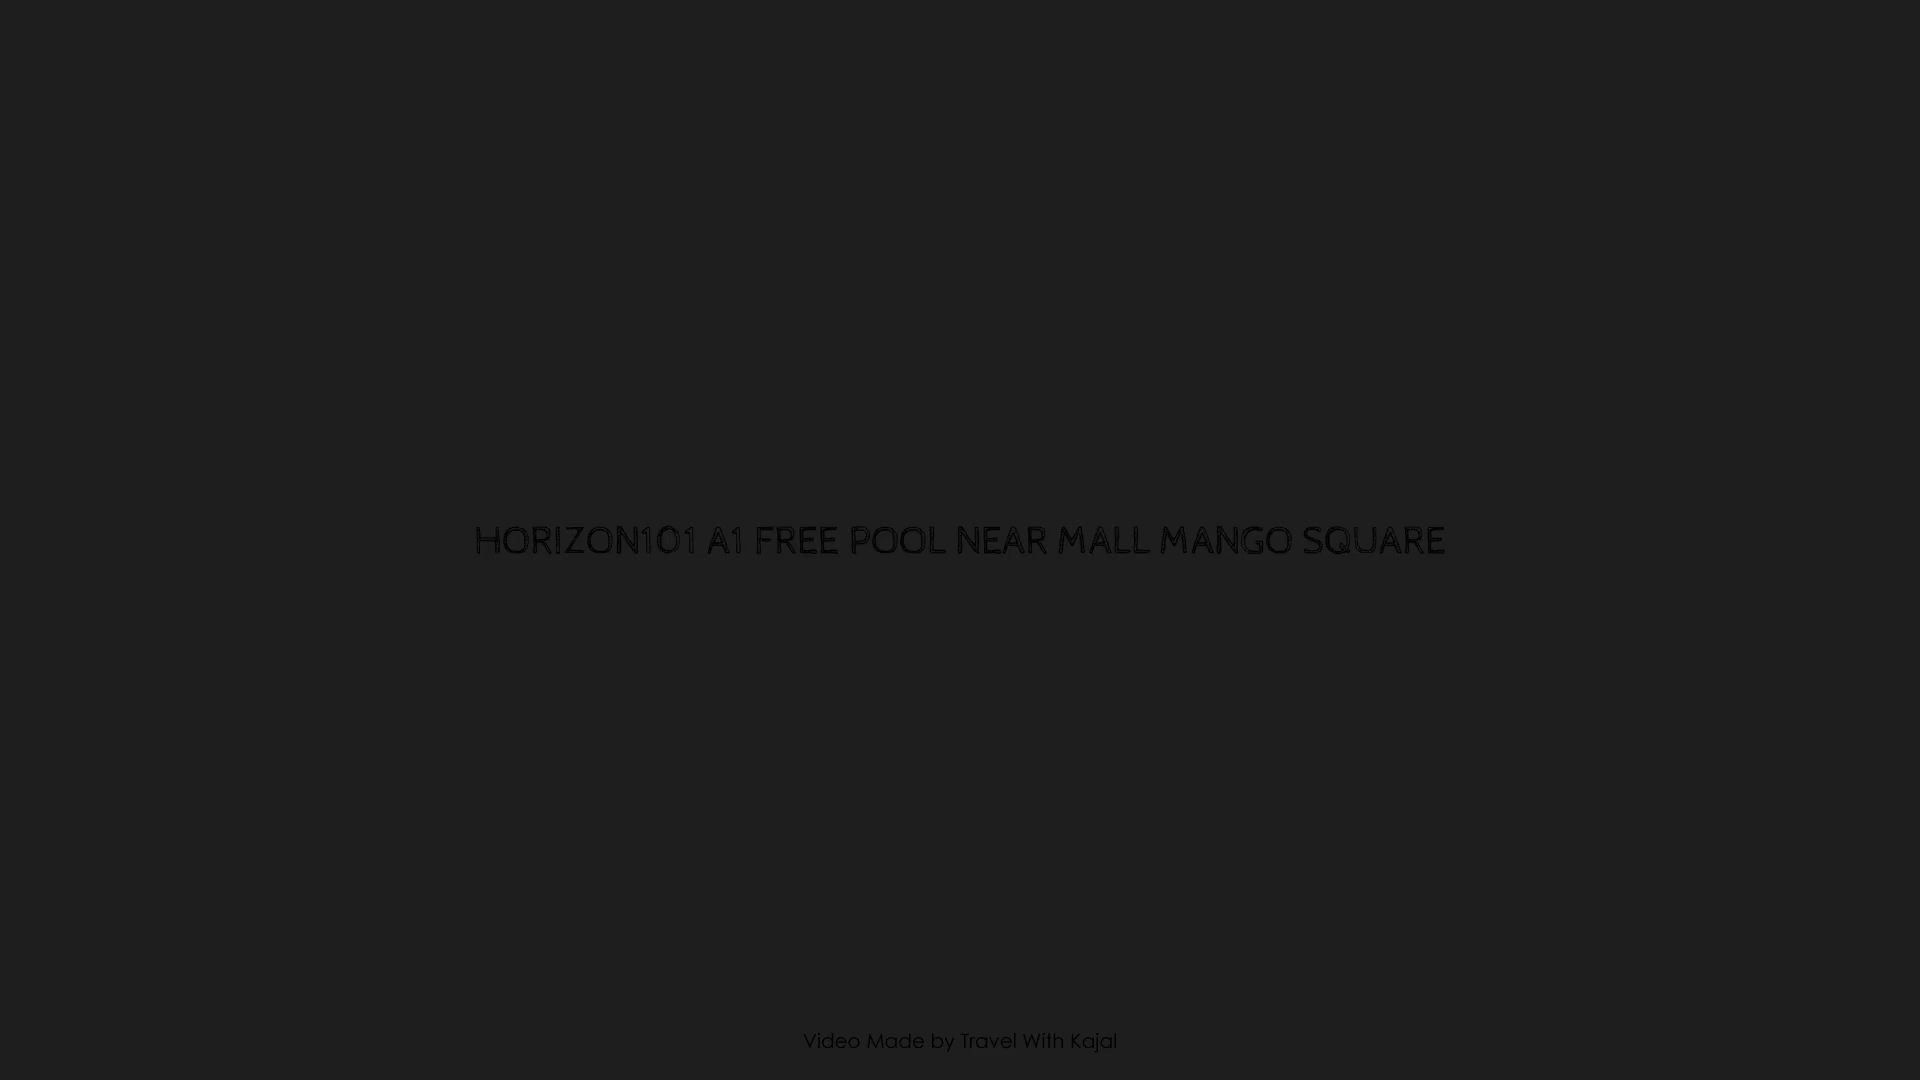 HORIZON101 A1 FREE POOL NEAR MALL MANGO SQUARE
Video Made by Travel With Kajal